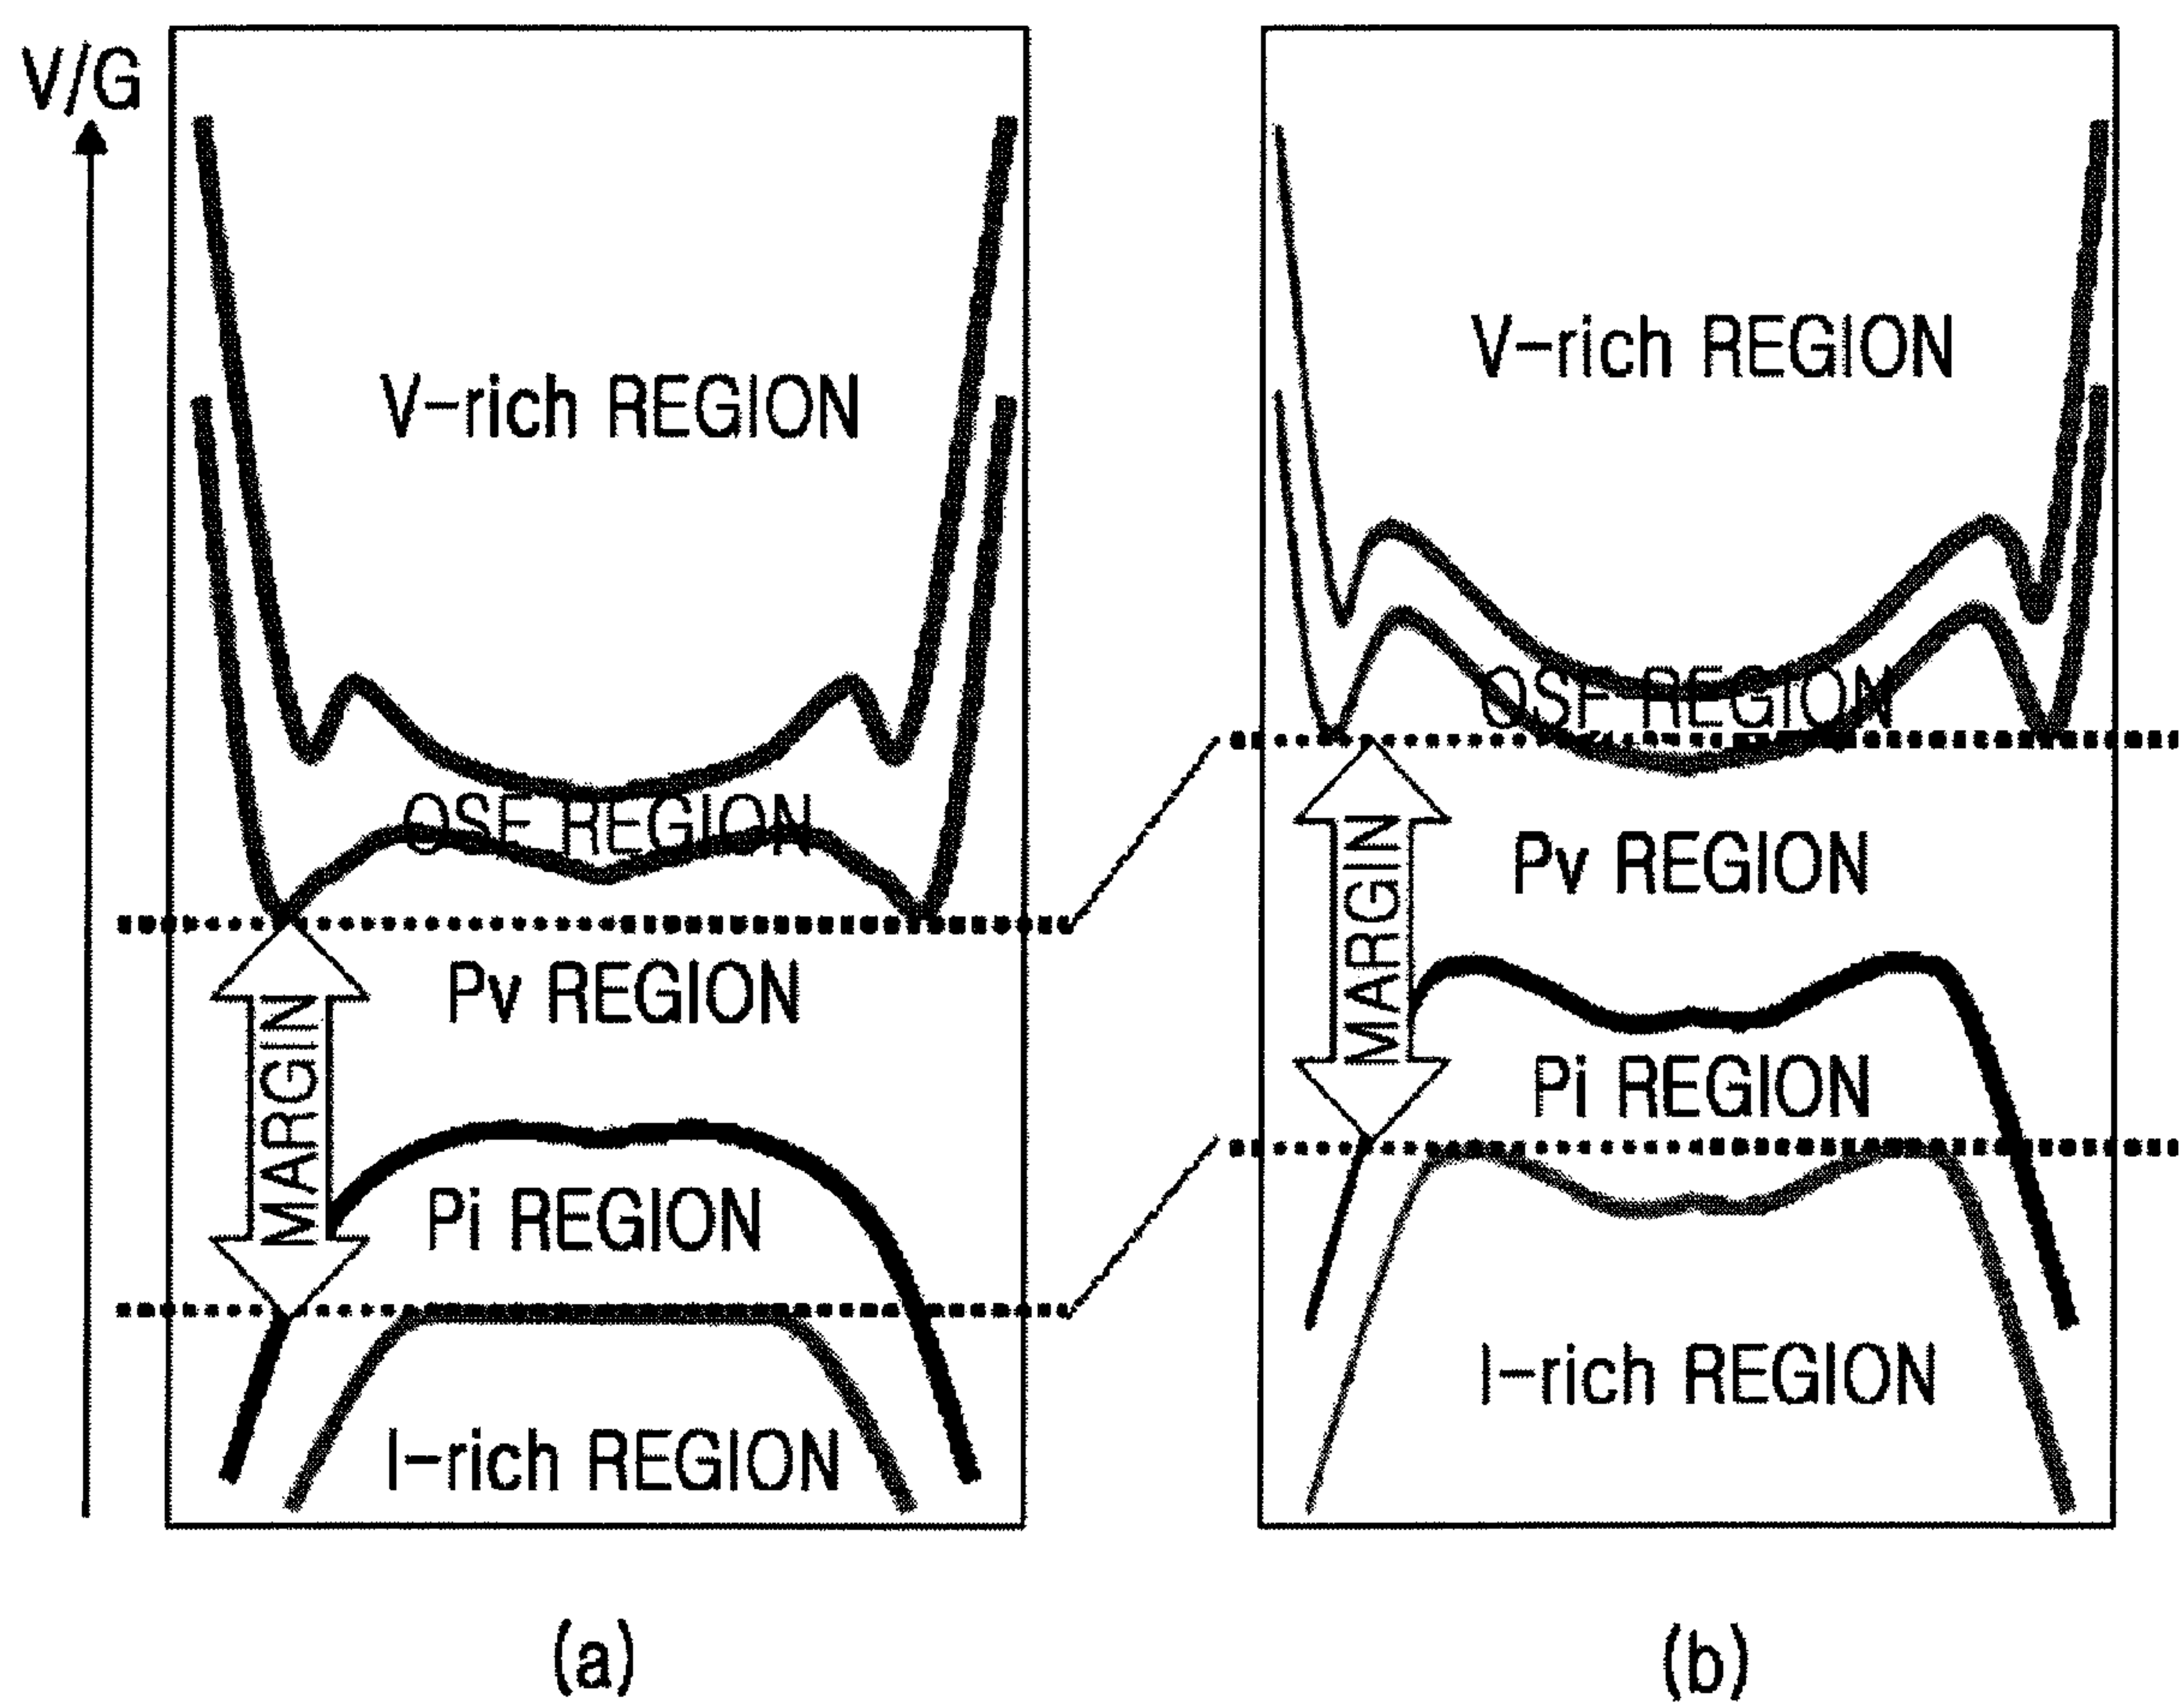 V/G
V-rich REGION
OSF REGION
Pv REGION
MARGIN
Pi REGION
I-rich REGION
(a)
V-rich REGION
OSF REGION
Pv REGION
MARGIN
Pi REGION
I-rich REGION
(b)